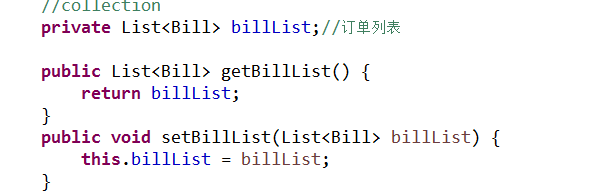 //collection
private List<Bill> billList;//订单列表
public List<Bill> getBillList() {
return billList;
}
public void setBillList(List<Bill> billList) {
this.billList = billList;
}